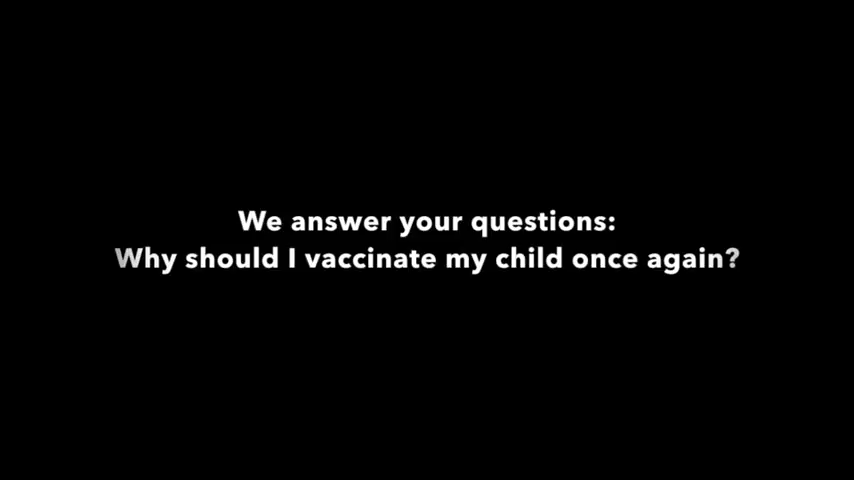 We answer your questions:
Why should I vaccinate my child once again?